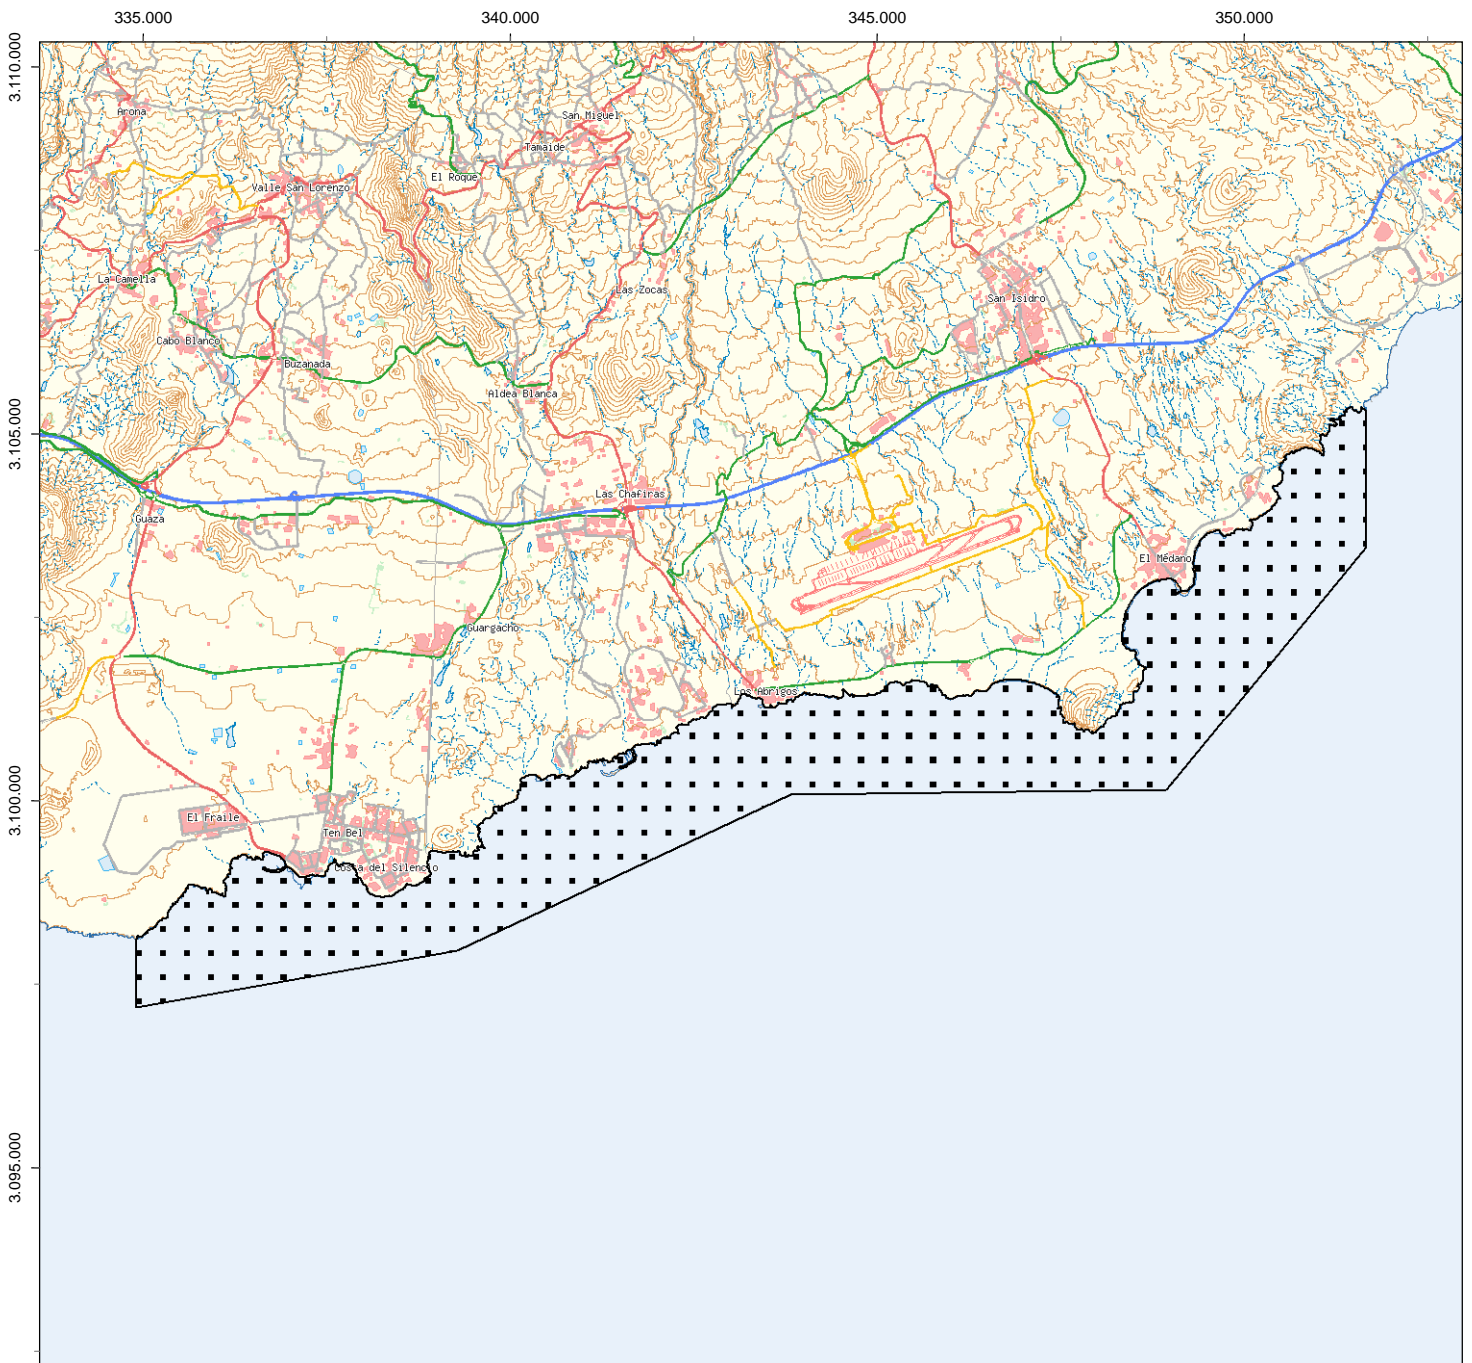 335.000 340.000 345.000 350.000
3.110.000
Arona
San Miguel
Tamaide
El Roque
Valle San Lorenzo
La Camella
Las Zocas
San Isidro
Cabo Blanco
Buzanada
Aldea Blanca
3.105.000
Las Chafiras
Guaza
El Médano
Guargacho
Los Abrigos
3.100.000
El Fraile
Ten Bel
Costa del Silencio
3.095.000